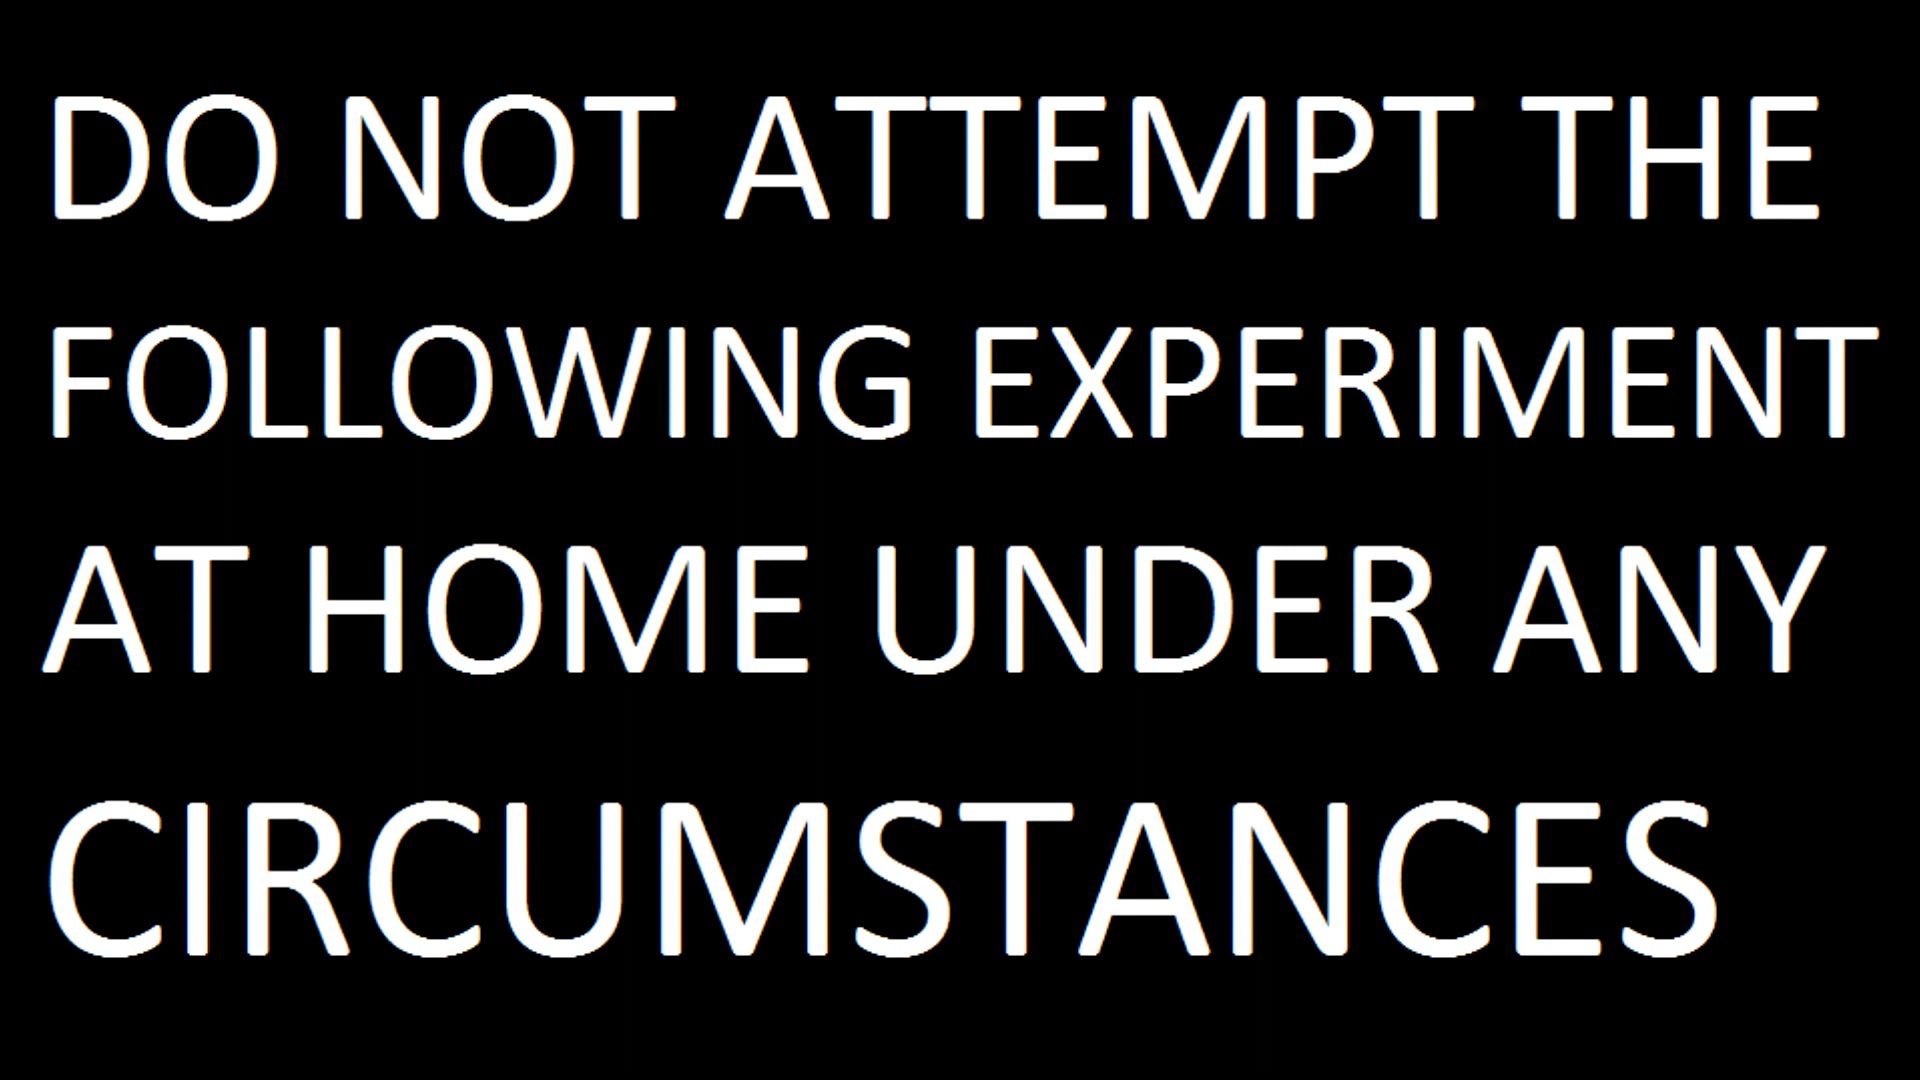 DO NOT ATTEMPT THE
FOLLOWING EXPERIMENT
AT HOME UNDER ANY
CIRCUMSTANCES